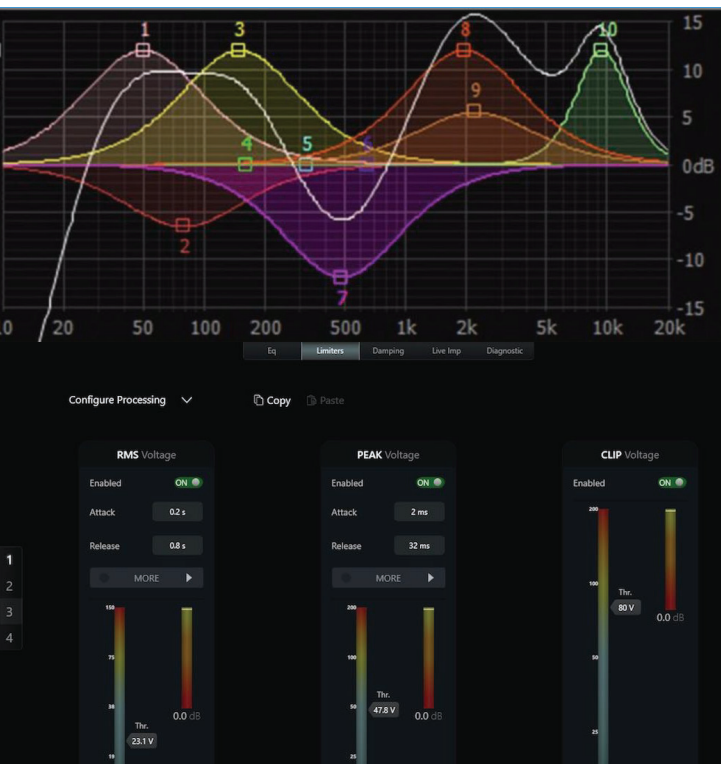 15
1 3 8 10
10
9
5
4 5 6
0dB
-5
2
-10
7
-15
20 50 100 200 500 1k 2k 5k 10k 20k
Eq Limiters Damping Live Imp Diagnostic
Configure Processing Copy Paste
RMS Voltage PEAK Voltage CLIP Voltage
Enabled ON Enabled ON Enabled ON
200
Attack 0.2 s Attack 2 ms
Release 0.8 s Release 32 ms
1
MORE MORE
2
100
Thr.
150 200 80 V
3
0.0 dB
4
75 100 50
Thr.
38 50 47.8 V
0.0 dB 0.0 dB
Thr.
25
23.1 V
19 25